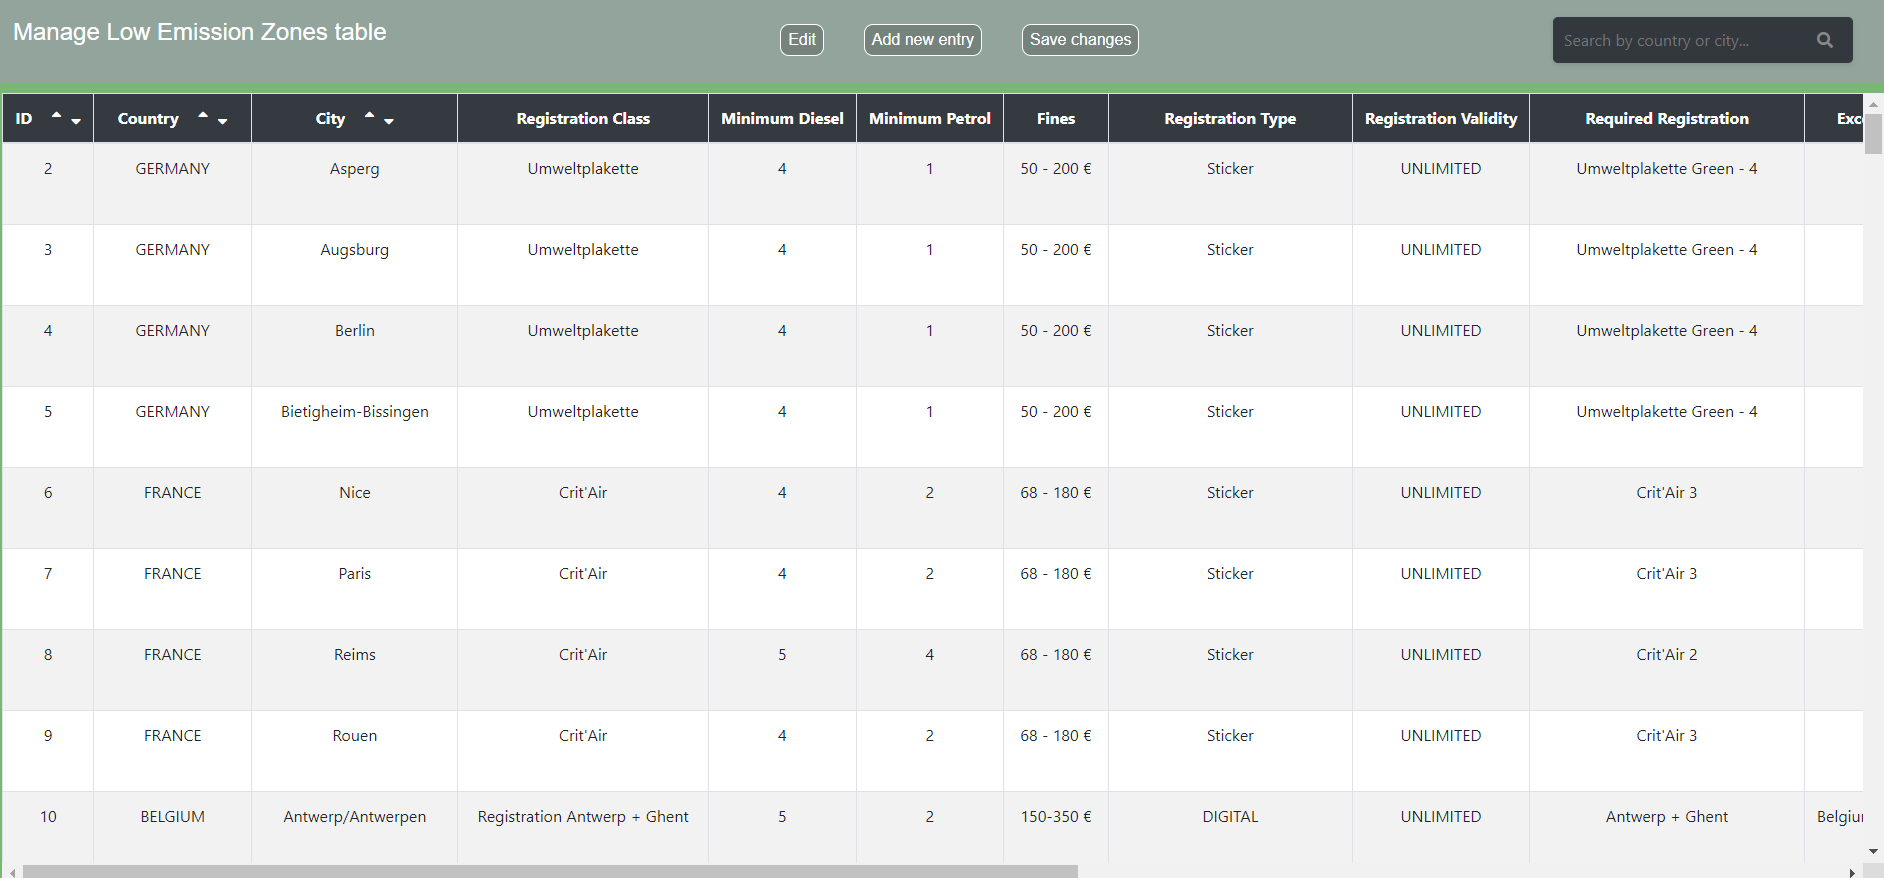 Manage Low Emission Zones table
Edit Add new entry Save changes
Search by country or city...
ID Country City Registration Class Minimum Diesel Minimum Petrol Fines Registration Type Registration Validity Required Registration Exc
2 GERMANY Asperg Umweltplakette 4 1 50 - 200 € Sticker UNLIMITED Umweltplakette Green - 4
3 GERMANY Augsburg Umweltplakette 4 1 50 - 200 € Sticker UNLIMITED Umweltplakette Green - 4
4 GERMANY Berlin Umweltplakette 4 1 50 - 200 € Sticker UNLIMITED Umweltplakette Green - 4
5 GERMANY Bietigheim-Bissingen Umweltplakette 4 1 50 - 200 € Sticker UNLIMITED Umweltplakette Green - 4
6 FRANCE Nice Crit'Air 4 2 68 - 180 € Sticker UNLIMITED Crit'Air 3
7 FRANCE Paris Crit'Air 4 2 68 - 180 € Sticker UNLIMITED Crit'Air 3
8 FRANCE Reims Crit'Air 5 4 68 - 180 € Sticker UNLIMITED Crit'Air 2
9 FRANCE Rouen Crit'Air 4 2 68 - 180 € Sticker UNLIMITED Crit'Air 3
10 BELGIUM Antwerp/Antwerpen Registration Antwerp + Ghent 5 2 150-350 € DIGITAL UNLIMITED Antwerp + Ghent Belgiu